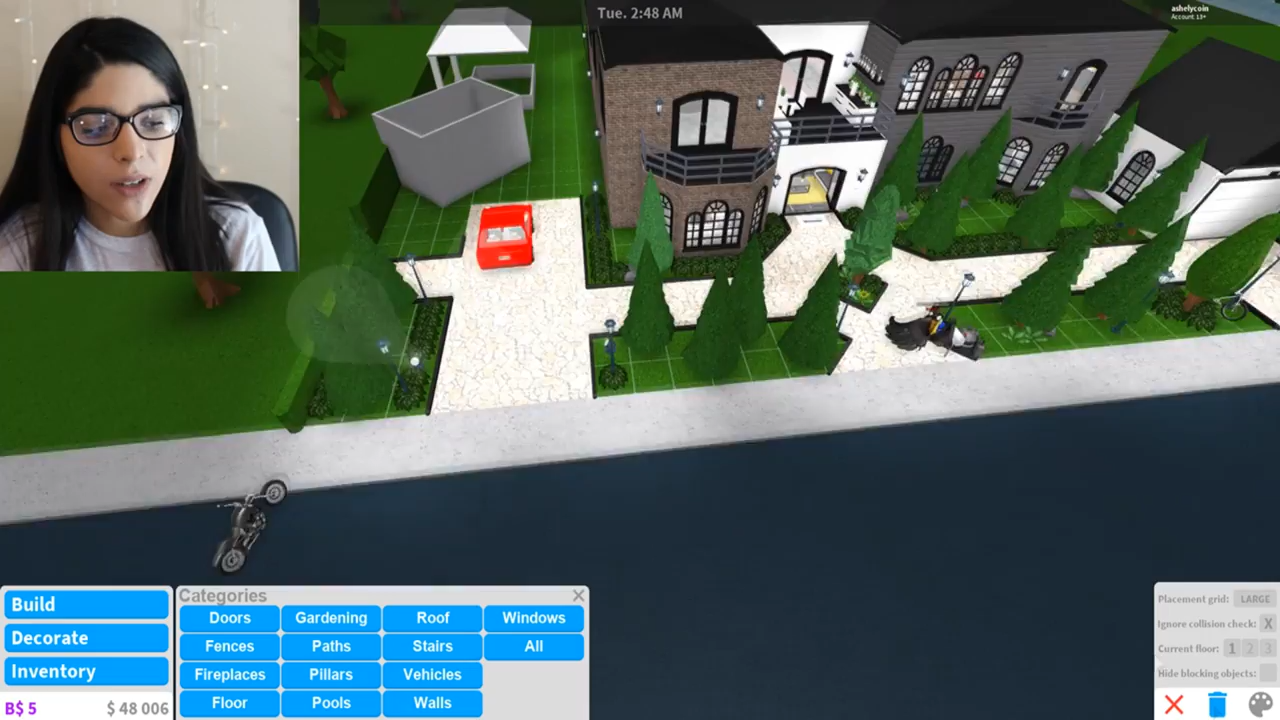 Tue. 2:48 AM
ashelycoin
Account: 13+
Build
Decorate
Inventory
B$ 5
$ 48 006
Categories
Doors
Gardening
Roof
Windows
Fences
Paths
Stairs
All
Fireplaces
Pillars
Vehicles
Floor
Pools
Walls
Placement grid: LARGE
Ignore collision check: X
Current floor: 1 2 3
Hide blocking objects: